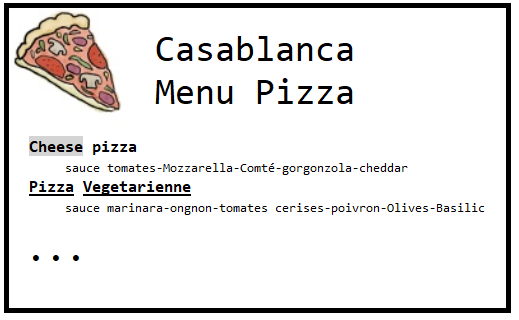 Casablanca
Menu Pizza
Cheese pizza
sauce tomates-Mozzarella-Comté-gorgonzola-cheddar
Pizza Vegetarienne
sauce marinara-ongnon-tomates cerises-poivron-Olives-Basilic
...